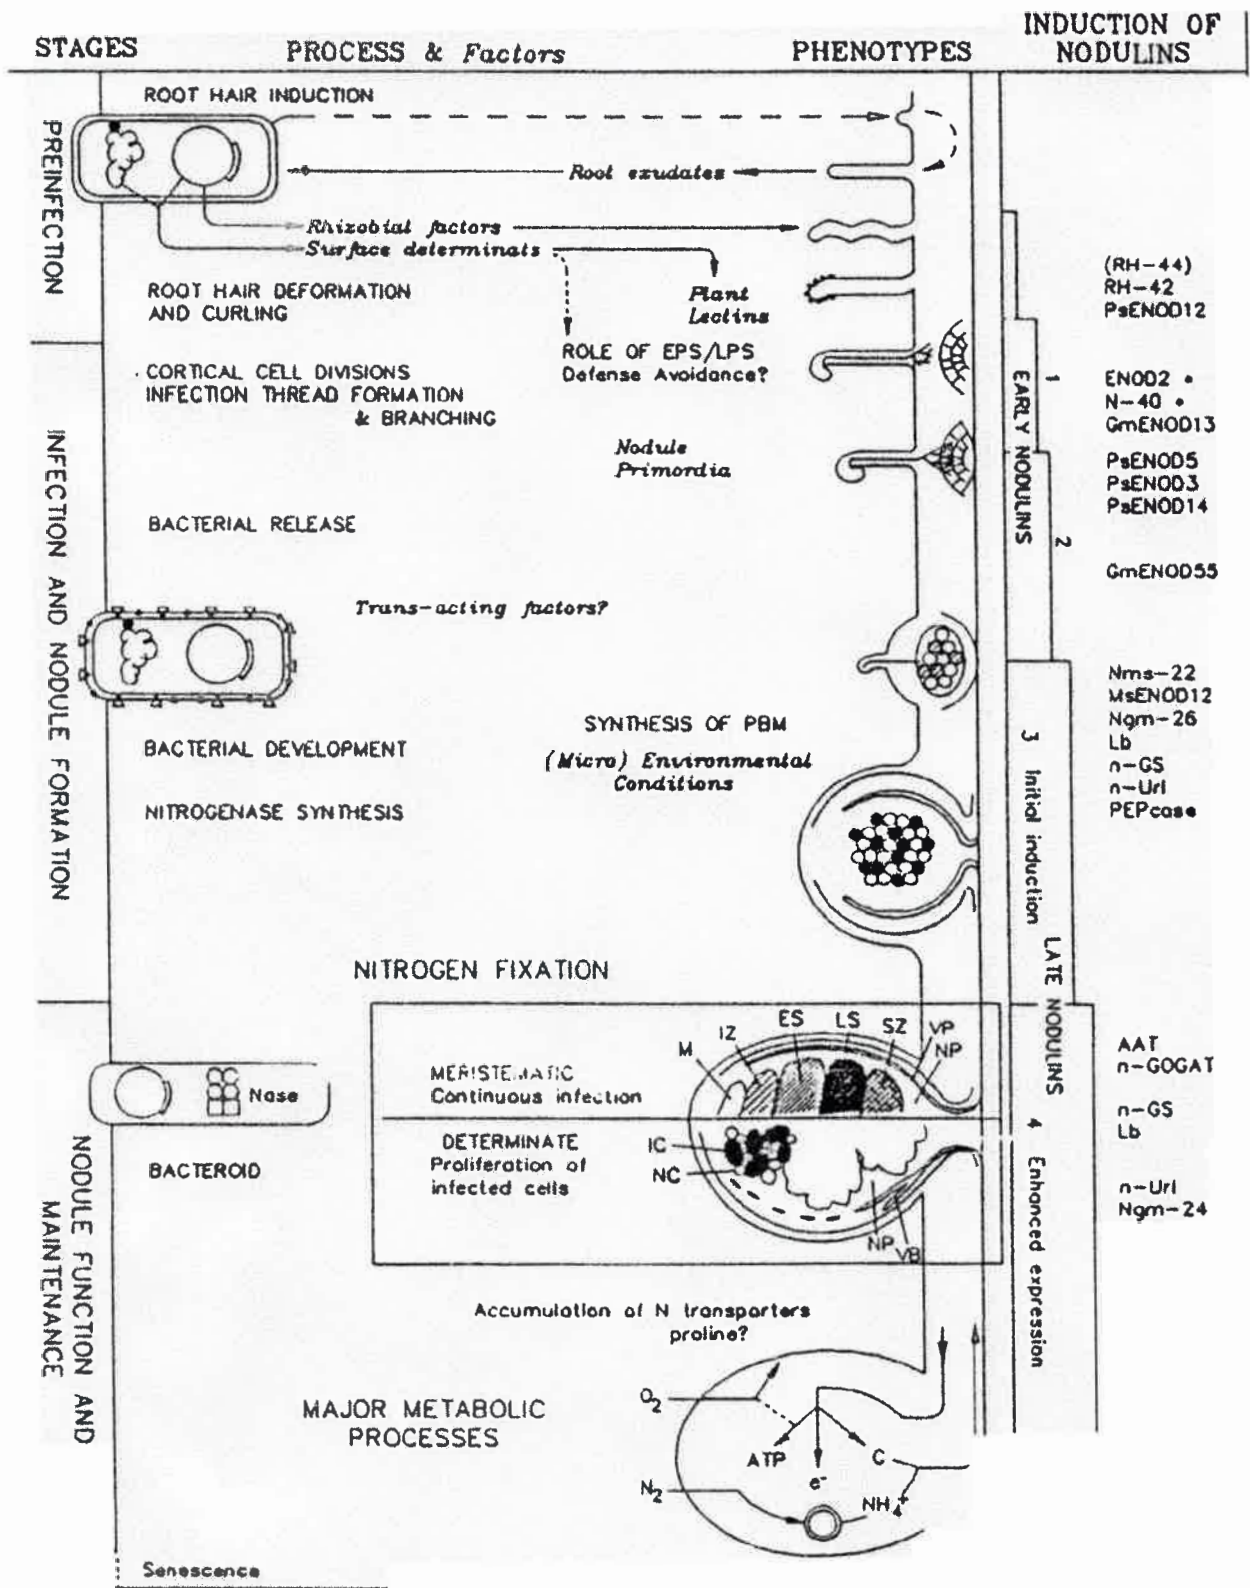 STAGES
PROCESS & Factors
PHENOTYPES
INDUCTION OF
NODULINS
PREINFECTION
ROOT HAIR INDUCTION
Root exudates
Rhizobial factors
Surface determinats
ROOT HAIR DEFORMATION
AND CURLING
Plant
Lectins
(RH-44)
RH-42
PsENOD12
INFECTION AND NODULE FORMATION
ROLE OF EPS/LPS
Defense Avoidance?
CORTICAL CELL DIVISIONS
INFECTION THREAD FORMATION
& BRANCHING
EARLY NODULINS
1
ENOD2 •
N-40 •
GmENOD13
Nodule
Primordia
PsENOD5
PsENOD3
PsENOD14
BACTERIAL RELEASE
2
GmENOD55
Trans-acting factors?
Nms-22
MsENOD12
Ngm-26
Lb
n-GS
n-Url
PEPcase
SYNTHESIS OF PBM
(Micro) Environmental
Conditions
BACTERIAL DEVELOPMENT
NITROGENASE SYNTHESIS
3 Initial induction
LATE NODULINS
NITROGEN FIXATION
NODULE FUNCTION AND
MAINTENANCE
Nase
BACTEROID
MERISTEMATIC
Continuous infection
M
IZ
ES
LS
SZ
VP
NP
DETERMINATE
Proliferation of
infected cells
IC
NC
NP
VB
4 Enhanced expression
AAT
n-GOGAT
n-GS
Lb
n-Url
Ngm-24
Accumulation of N transporters
proline?
MAJOR METABOLIC
PROCESSES
O2
ATP
e-
C
N2
NH4+
Senescence